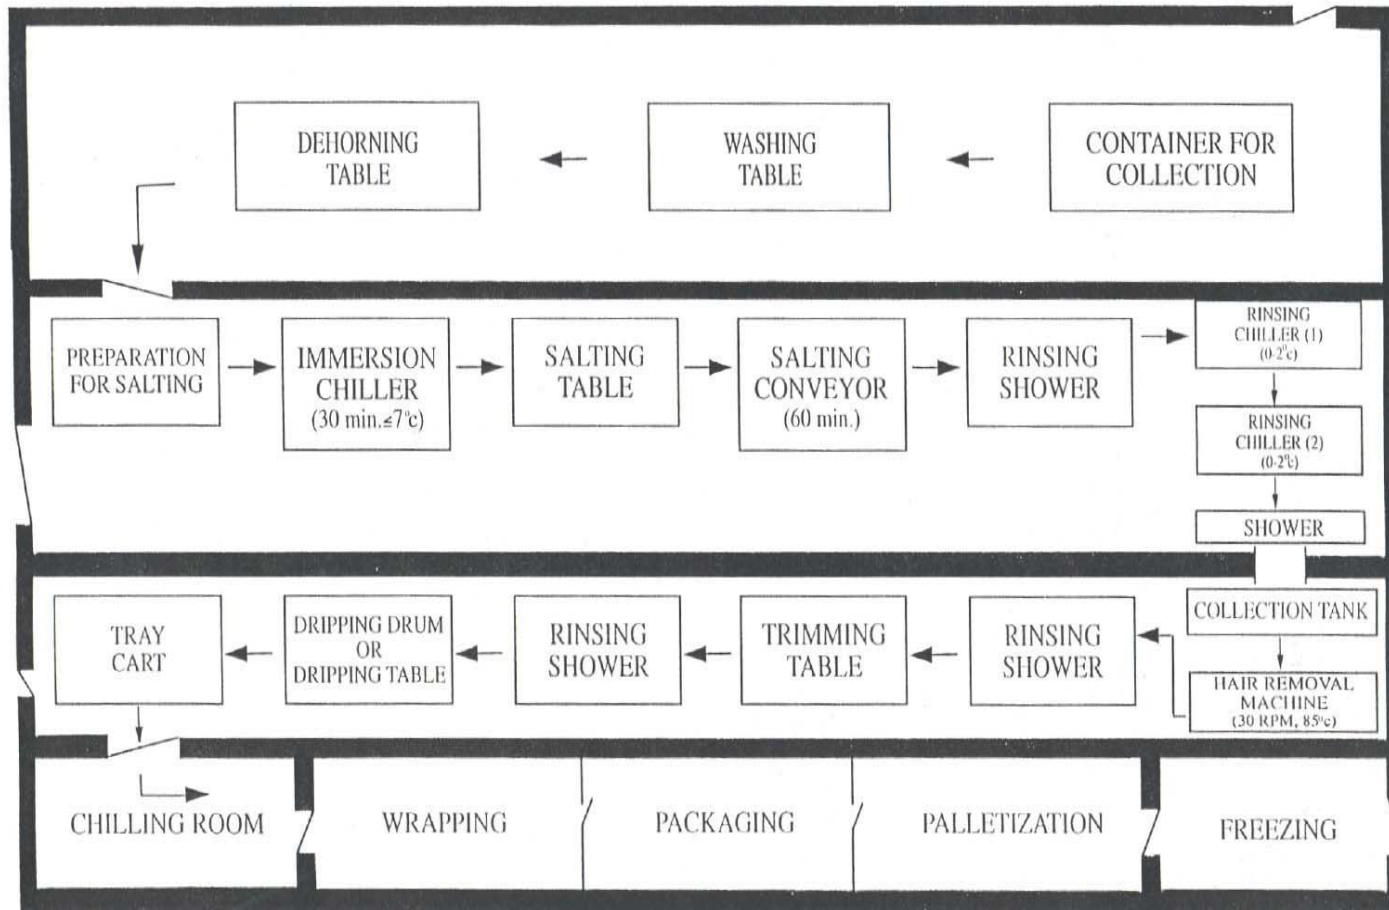 DEHORNING
TABLE
WASHING
TABLE
CONTAINER FOR
COLLECTION
PREPARATION
FOR SALTING
IMMERSION
CHILLER
(30 min.≤7°c)
SALTING
TABLE
SALTING
CONVEYOR
(60 min.)
RINSING
SHOWER
RINSING
CHILLER (1)
(0-2°c)
RINSING
CHILLER (2)
(0-2°c)
SHOWER
TRAY
CART
DRIPPING DRUM
OR
DRIPPING TABLE
RINSING
SHOWER
TRIMMING
TABLE
RINSING
SHOWER
COLLECTION TANK
HAIR REMOVAL
MACHINE
(30 RPM, 85°c)
CHILLING ROOM
WRAPPING
PACKAGING
PALLETIZATION
FREEZING